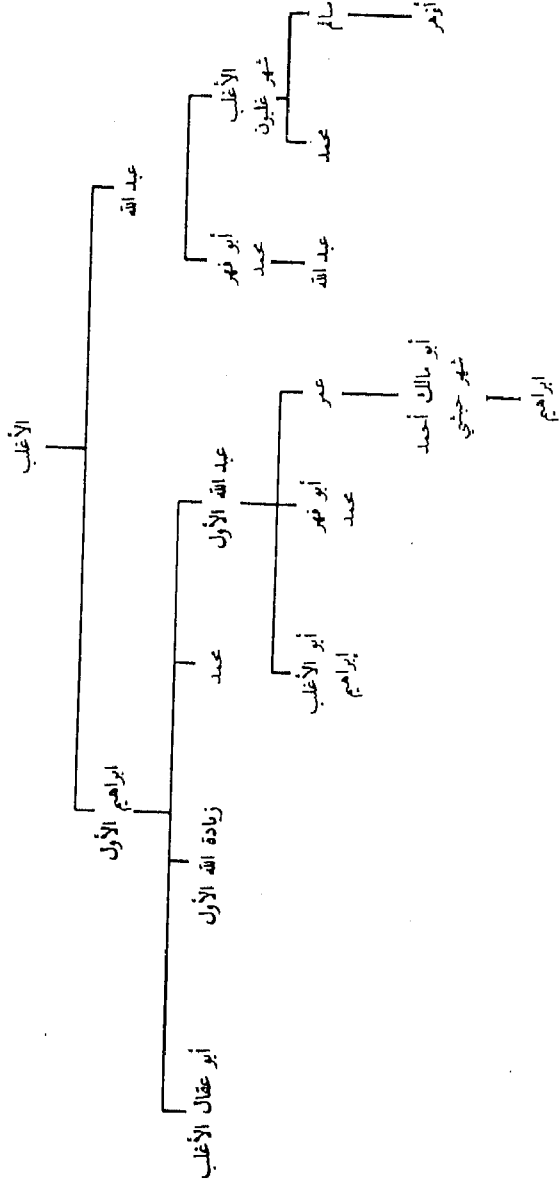 الأغلب
عبد الله
ابراهيم الأول
الأغلب
شهر غلبون
أبو فهر
محمد
سالم
محمد
عبد الله
أزهر
عبد الله الأول
محمد
زيادة الله الأول
أبو عقال الأغلب
عمر
أبو فهر
محمد
أبو الأغلب
إبراهيم
أبو مالك أحمد
شهر حبشي
ابراهيم